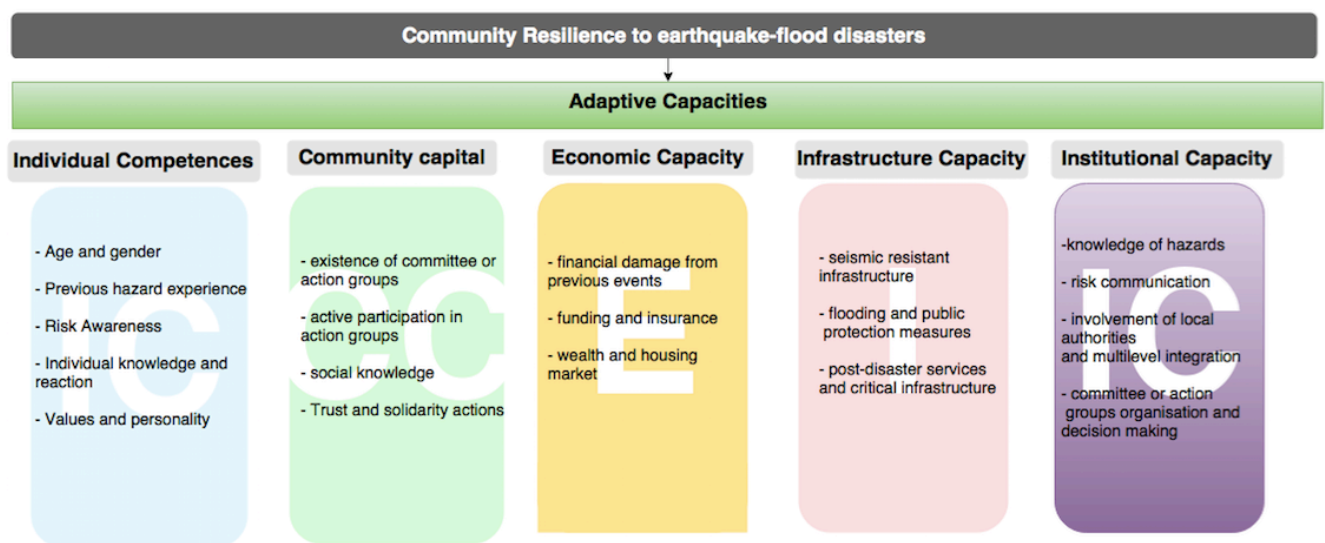 Community Resilience to earthquake-flood disasters
Adaptive Capacities
Individual Competences
IC
- Age and gender
- Previous hazard experience
- Risk Awareness
- Individual knowledge and
reaction
- Values and personality
Community capital
CC
- existence of committee or
action groups
- active participation in
action groups
- social knowledge
- Trust and solidarity actions
Economic Capacity
E
- financial damage from
previous events
- funding and insurance
- wealth and housing
market
Infrastructure Capacity
I
- seismic resistant
infrastructure
- flooding and public
protection measures
- post-disaster services
and critical infrastructure
Institutional Capacity
IC
-knowledge of hazards
- risk communication
- involvement of local
authorities
and multilevel integration
- committee or action
groups organisation and
decision making